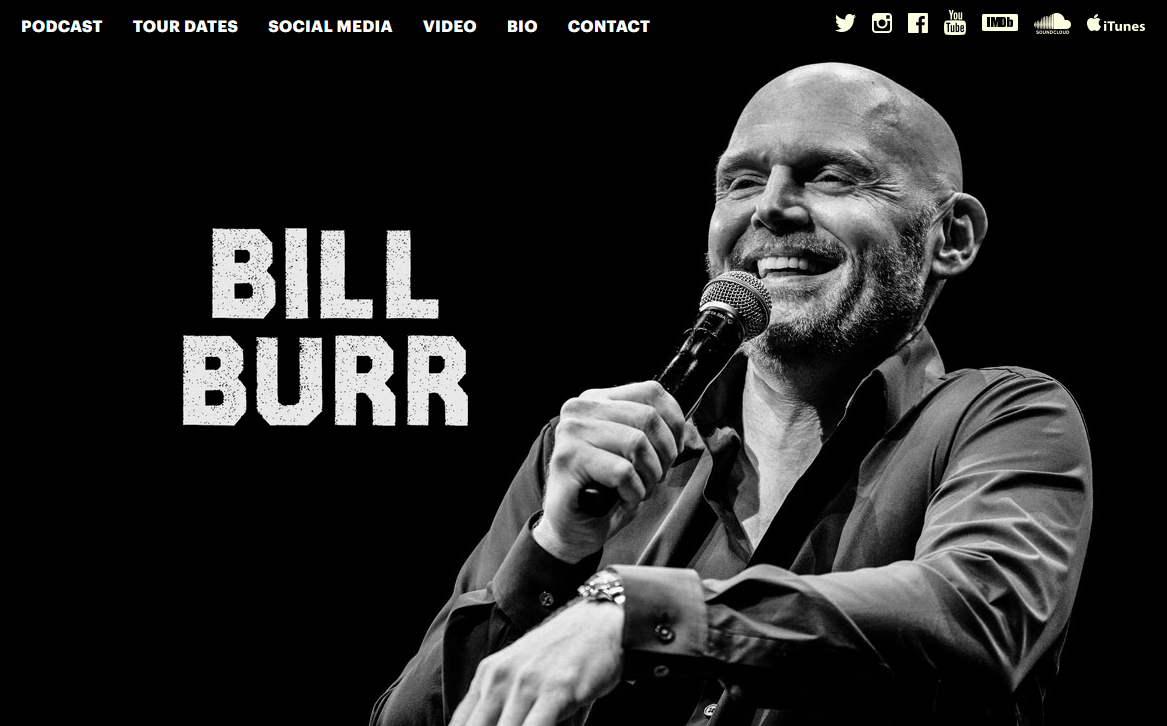 PODCAST TOUR DATES SOCIAL MEDIA VIDEO BIO CONTACT
You Tube IMDb SOUNDCLOUD iTunes
BILL
BURR